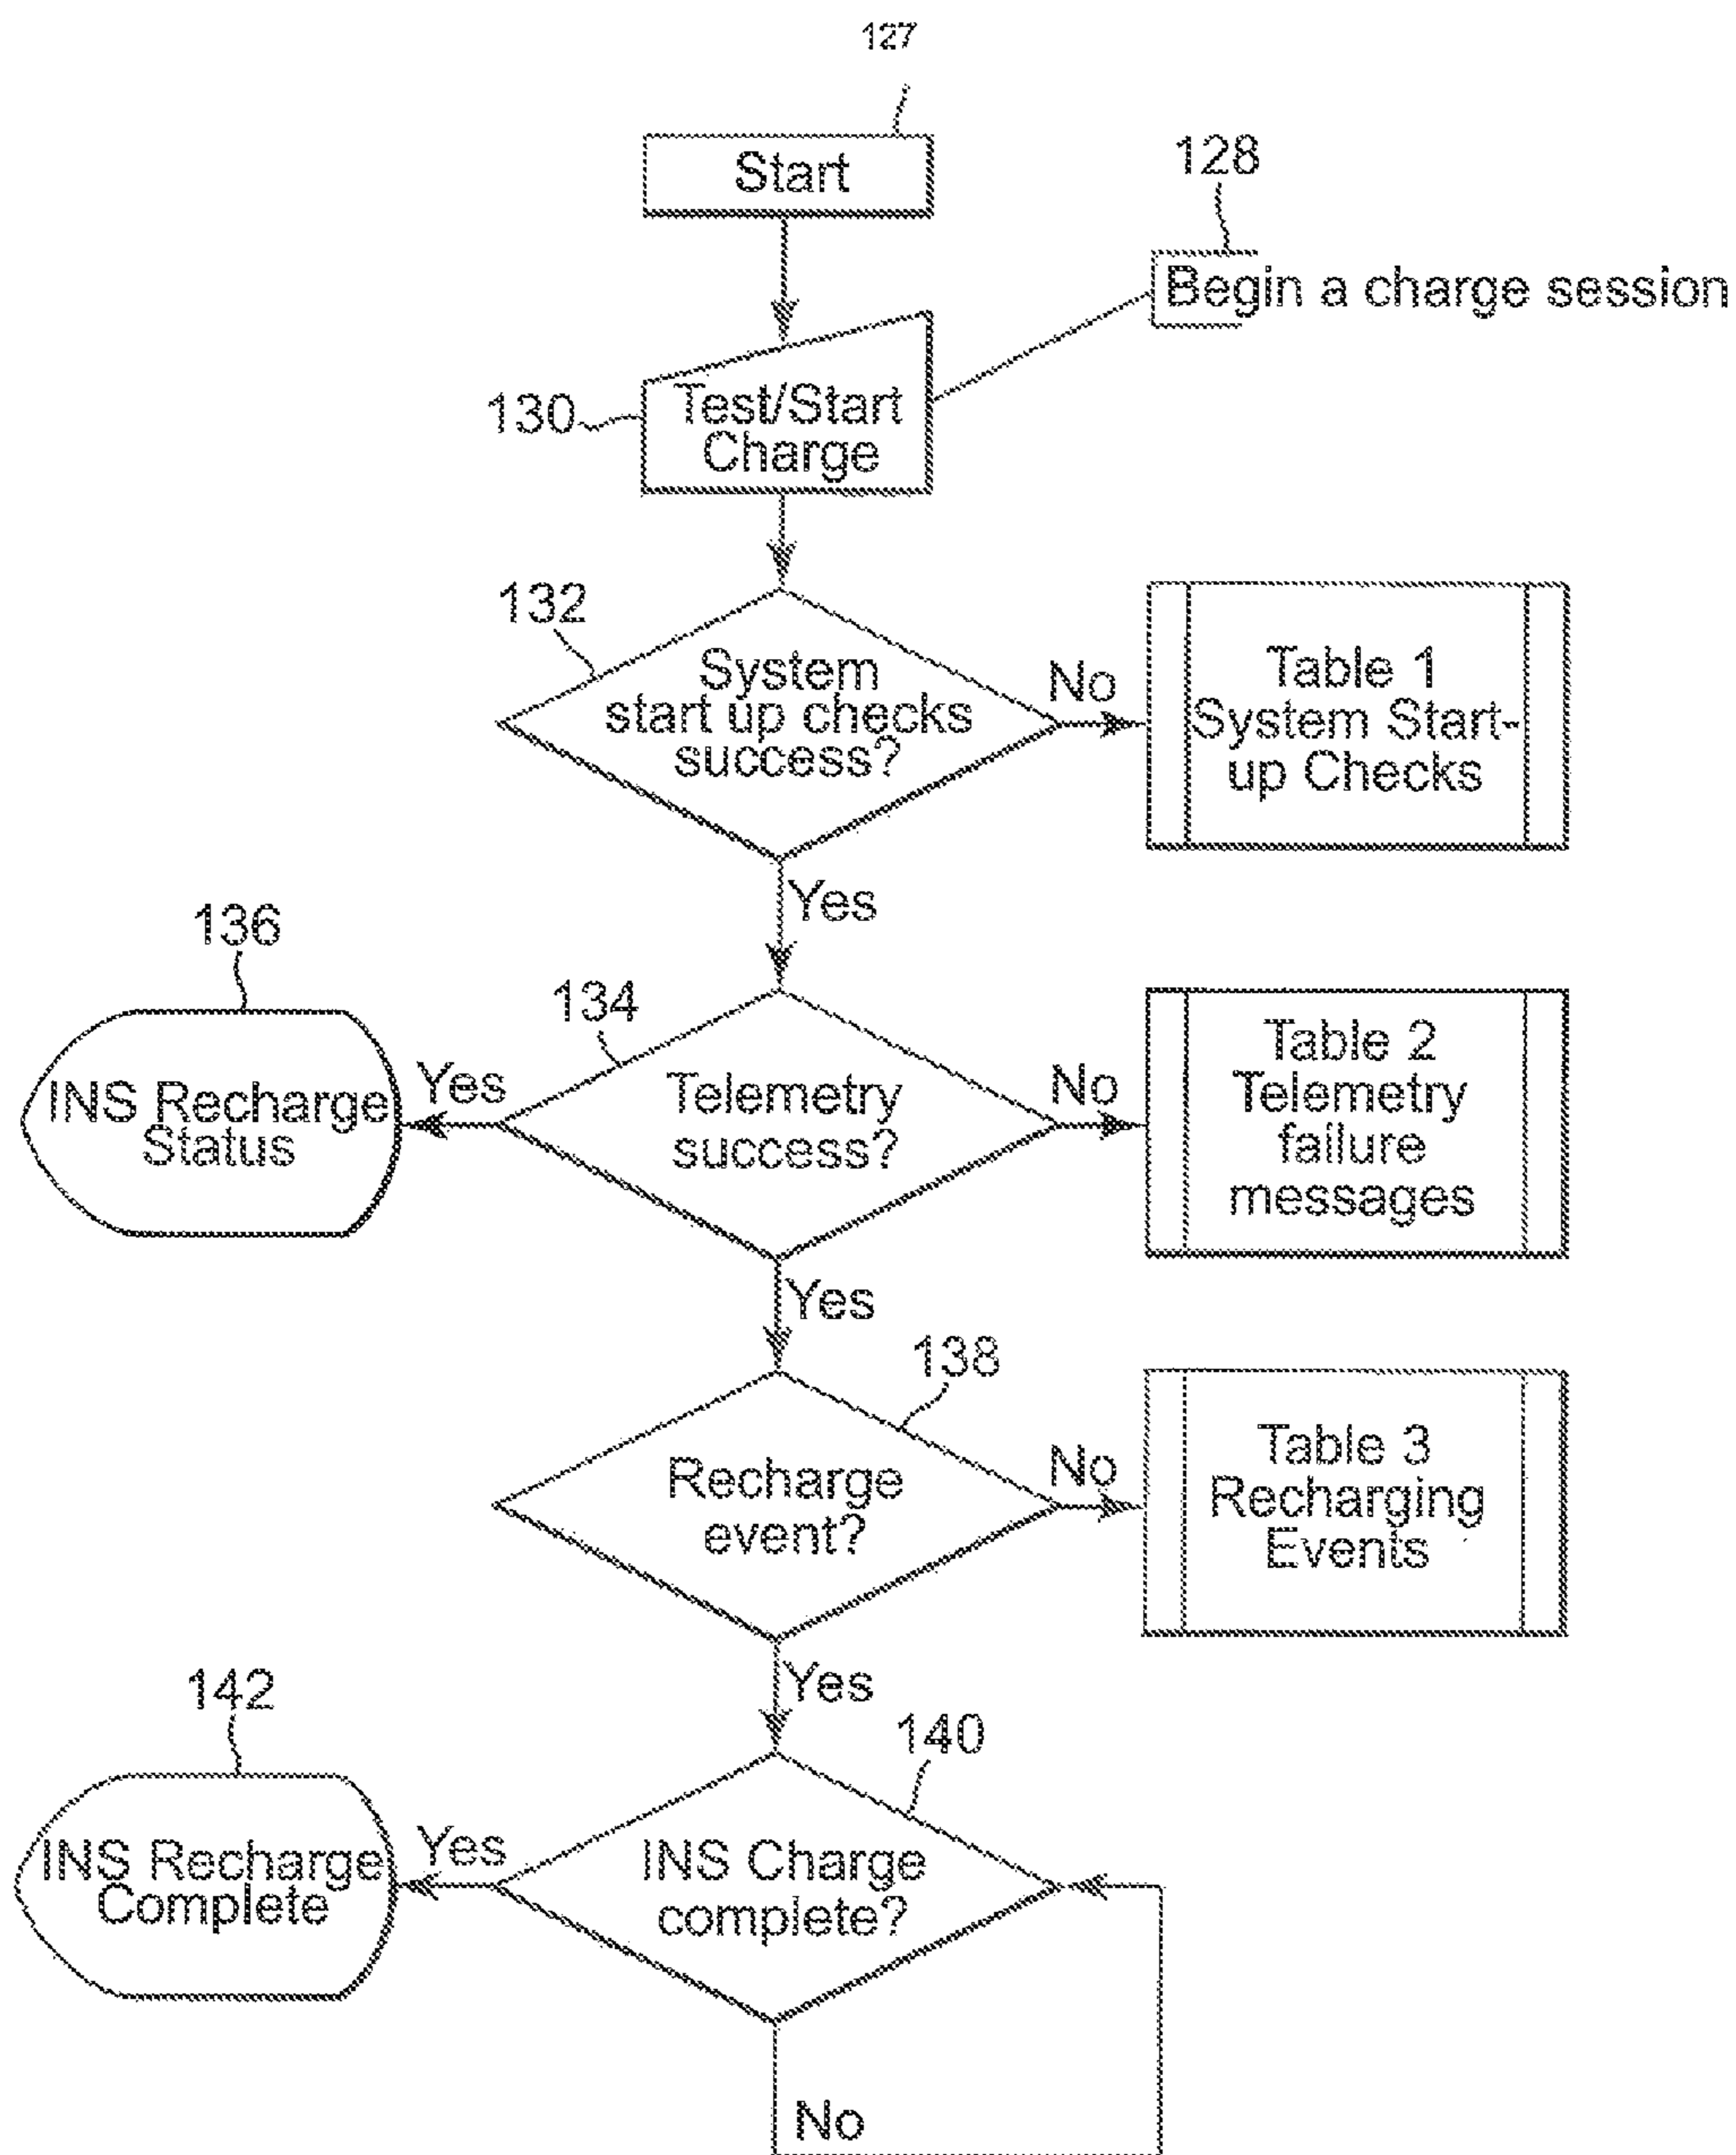 127
Start
128
Begin a charge session
130
Test/Start
Charge
132
System
start up checks
success?
No
Table 1
System Start-
up Checks
Yes
136
134
INS Recharge
Status
Yes
Telemetry
success?
No
Table 2
Telemetry
failure
messages
Yes
138
Recharge
event?
No
Table 3
Recharging
Events
Yes
142
140
INS Recharge
Complete
Yes
INS Charge
complete?
No